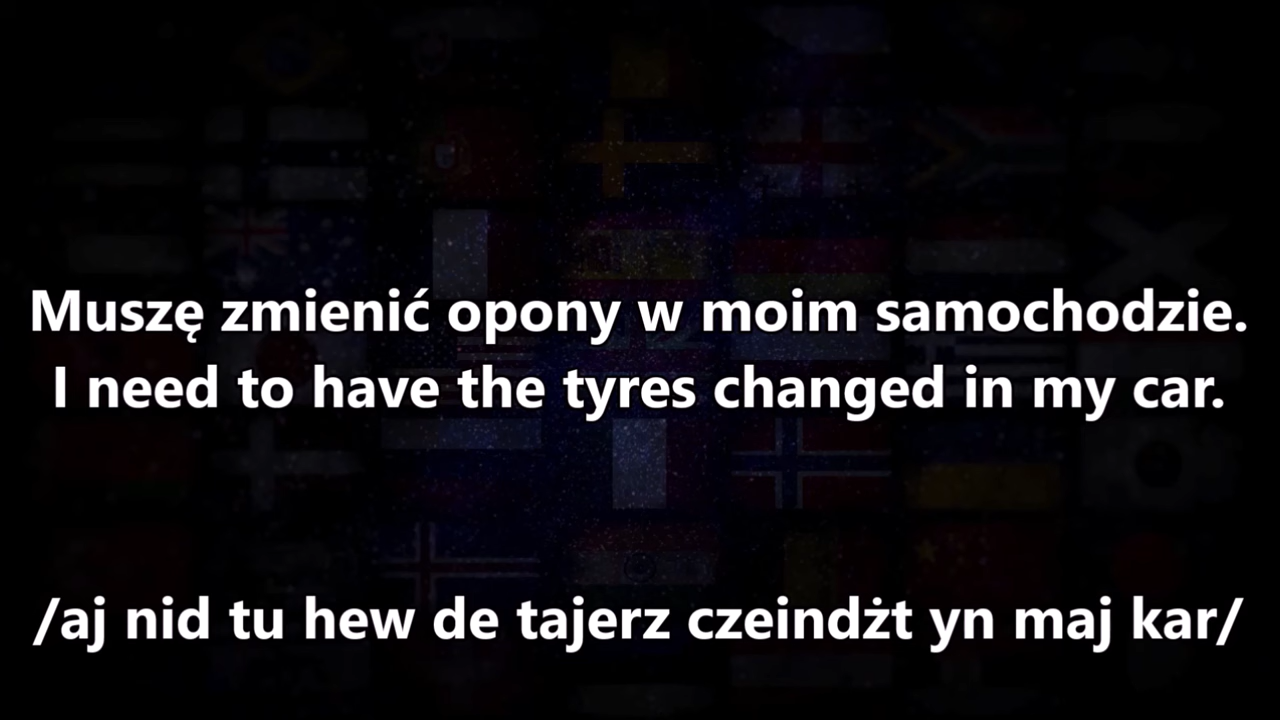 Muszę zmienić opony w moim samochodzie.
I need to have the tyres changed in my car.
/aj nid tu hew de tajerz czeindżt yn maj kar/